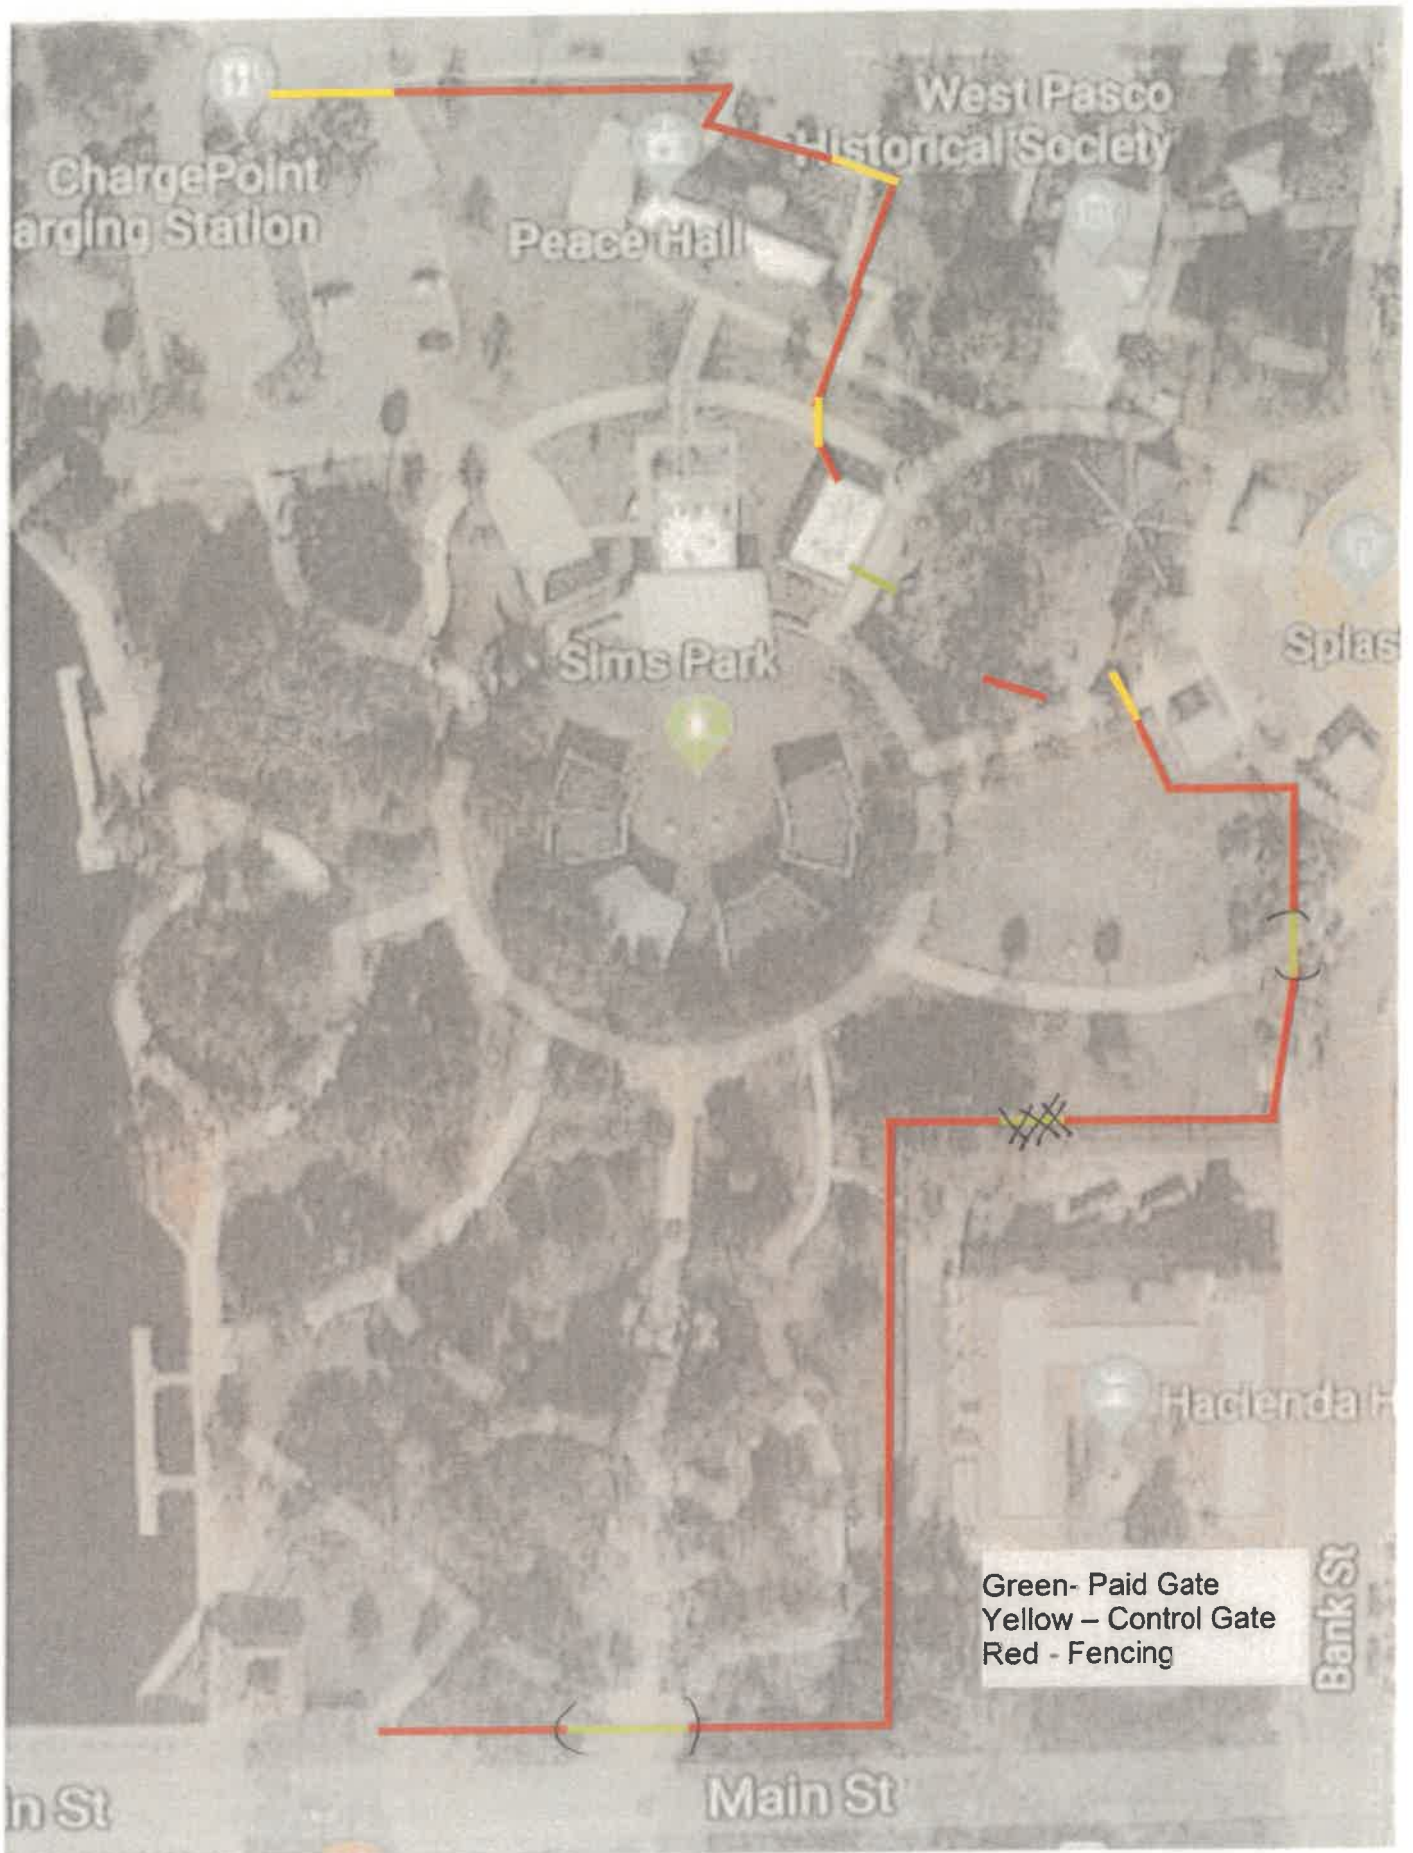 West Pasco
Historical Society
ChargePoint
arging Station
Peace Hall
Sims Park
Splas
Hacienda H
Green- Paid Gate
Yellow – Control Gate
Red - Fencing
Bank St
Main St
in St